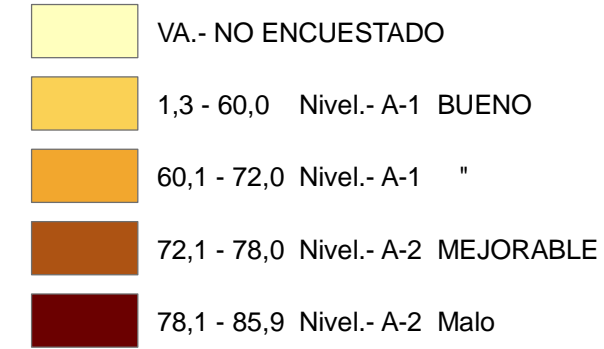 VA.- NO ENCUESTADO
1,3 - 60,0 Nivel.- A-1 BUENO
60,1 - 72,0 Nivel.- A-1 "
72,1 - 78,0 Nivel.- A-2 MEJORABLE
78,1 - 85,9 Nivel.- A-2 Malo